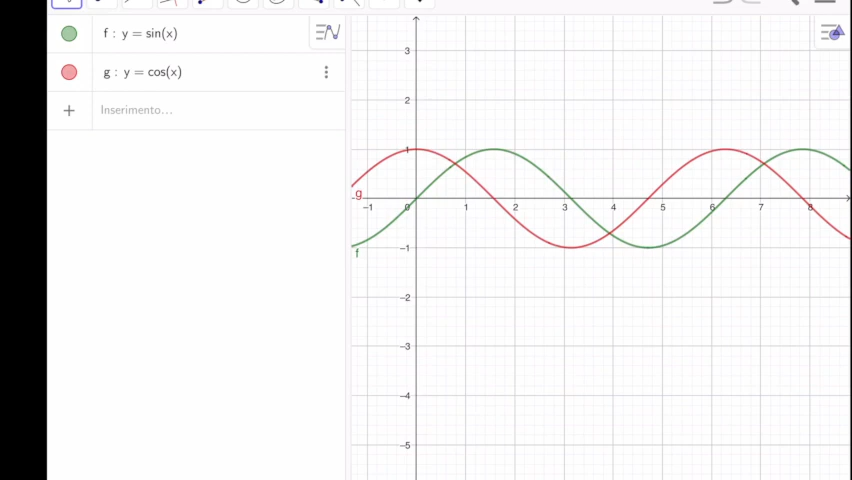 f : y = sin(x)
g : y = cos(x)
+ Inserimento…
3
2
1
g
−1 0 1 2 3 4 5 6 7 8
−1
f
−2
−3
−4
−5